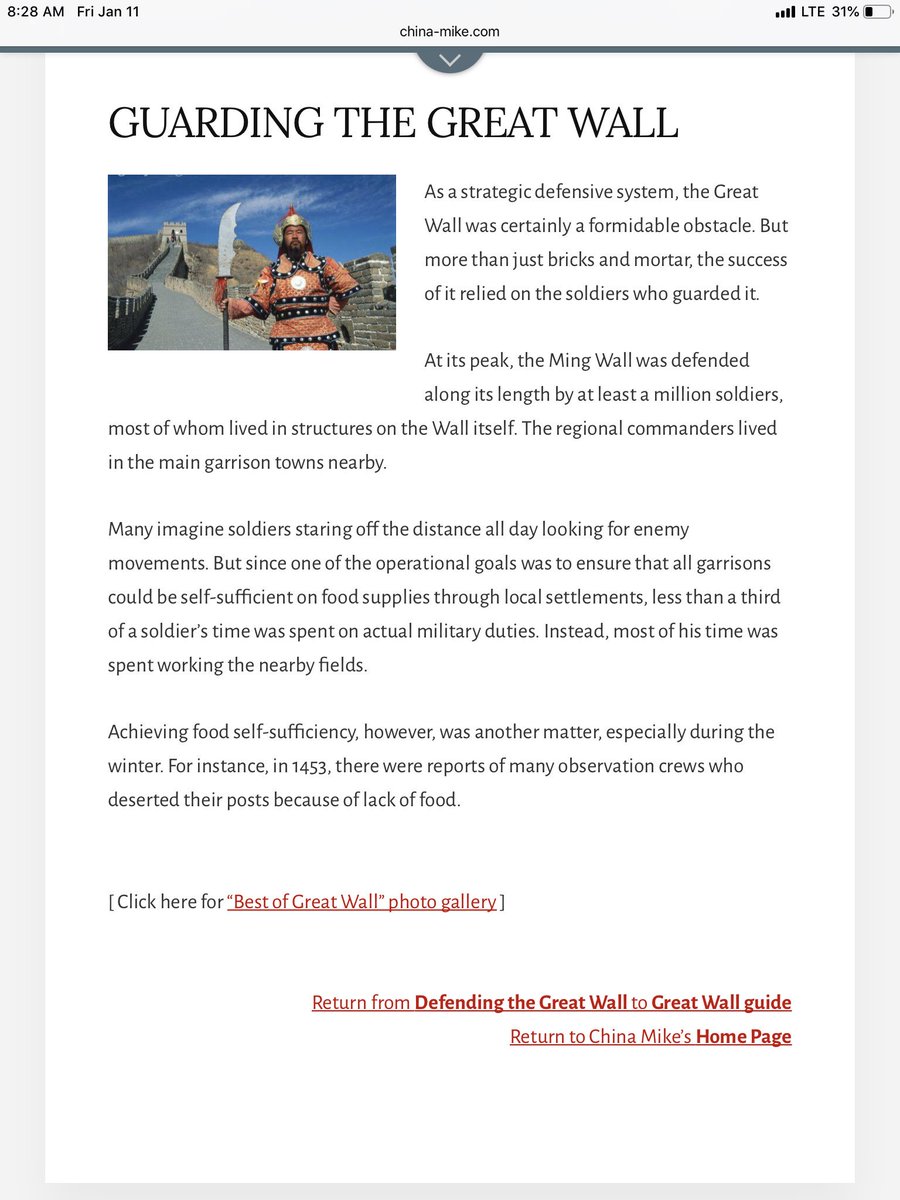 8:28 AM Fri Jan 11
LTE 31%
china-mike.com
GUARDING THE GREAT WALL
As a strategic defensive system, the Great
Wall was certainly a formidable obstacle. But
more than just bricks and mortar, the success
of it relied on the soldiers who guarded it.
At its peak, the Ming Wall was defended
along its length by at least a million soldiers,
most of whom lived in structures on the Wall itself. The regional commanders lived
in the main garrison towns nearby.
Many imagine soldiers staring off the distance all day looking for enemy
movements. But since one of the operational goals was to ensure that all garrisons
could be self-sufficient on food supplies through local settlements, less than a third
of a soldier’s time was spent on actual military duties. Instead, most of his time was
spent working the nearby fields.
Achieving food self-sufficiency, however, was another matter, especially during the
winter. For instance, in 1453, there were reports of many observation crews who
deserted their posts because of lack of food.
[ Click here for “Best of Great Wall” photo gallery ]
Return from Defending the Great Wall to Great Wall guide
Return to China Mike’s Home Page